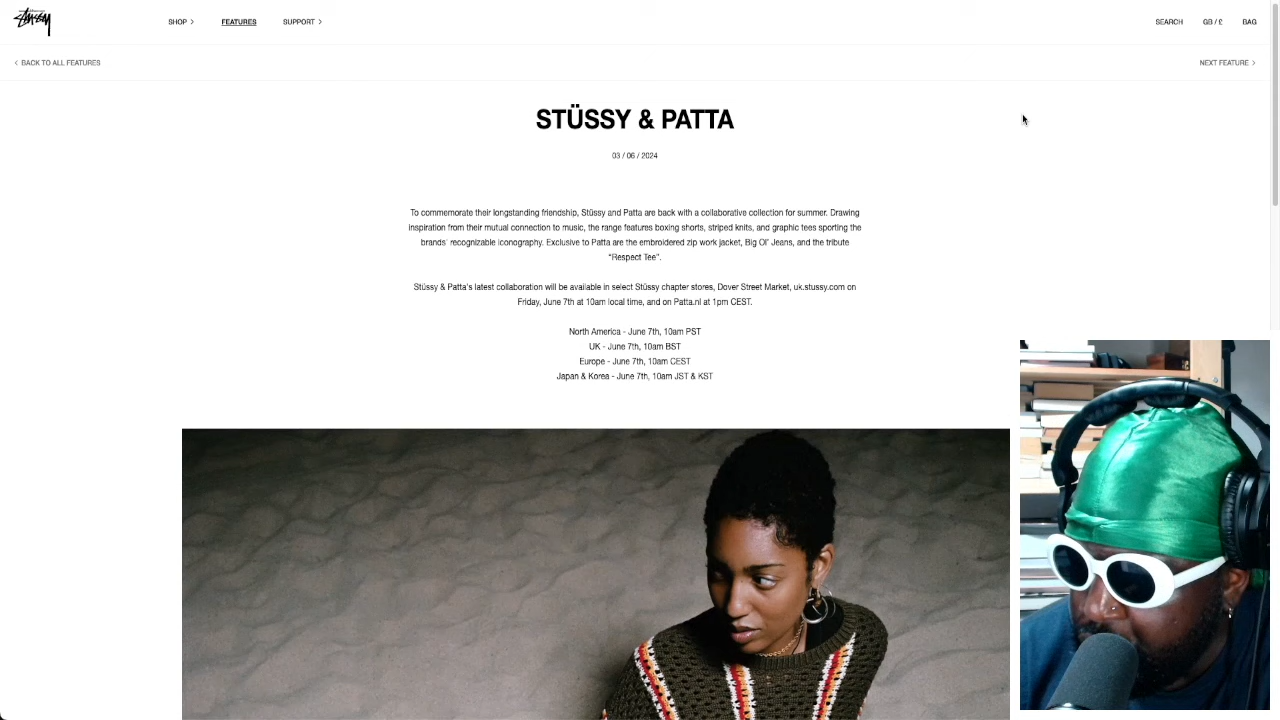 Stüssy
SHOP >
FEATURES
SUPPORT >
SEARCH
GB / £
BAG
< BACK TO ALL FEATURES
NEXT FEATURE >
STÜSSY & PATTA
03 / 06 / 2024
To commemorate their longstanding friendship, Stüssy and Patta are back with a collaborative collection for summer. Drawing
inspiration from their mutual connection to music, the range features boxing shorts, striped knits, and graphic tees sporting the
brands' recognizable iconography. Exclusive to Patta are the embroidered zip work jacket, Big Ol' Jeans, and the tribute
“Respect Tee”.
Stüssy & Patta's latest collaboration will be available in select Stüssy chapter stores, Dover Street Market, uk.stussy.com on
Friday, June 7th at 10am local time, and on Patta.nl at 1pm CEST.
North America - June 7th, 10am PST
UK - June 7th, 10am BST
Europe - June 7th, 10am CEST
Japan & Korea - June 7th, 10am JST & KST